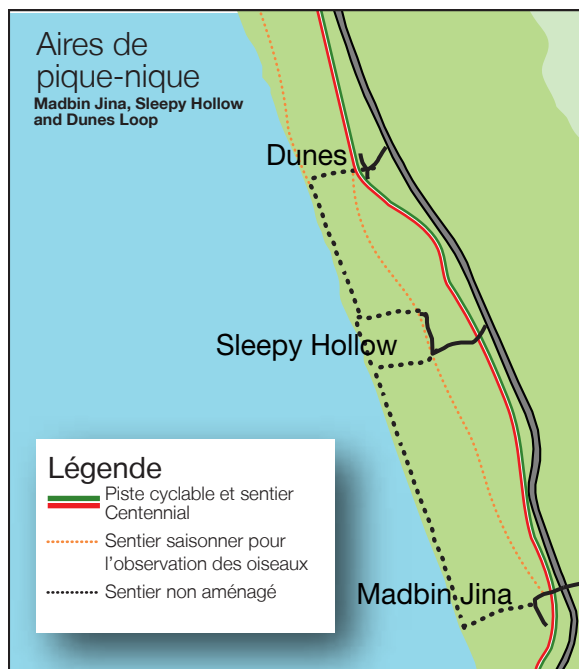 Aires de
pique-nique
Madbin Jina, Sleepy Hollow
and Dunes Loop
Dunes
Sleepy Hollow
Madbin Jina
Légende
Piste cyclable et sentier
Centennial
Sentier saisonner pour
l'observation des oiseaux
Sentier non aménagé